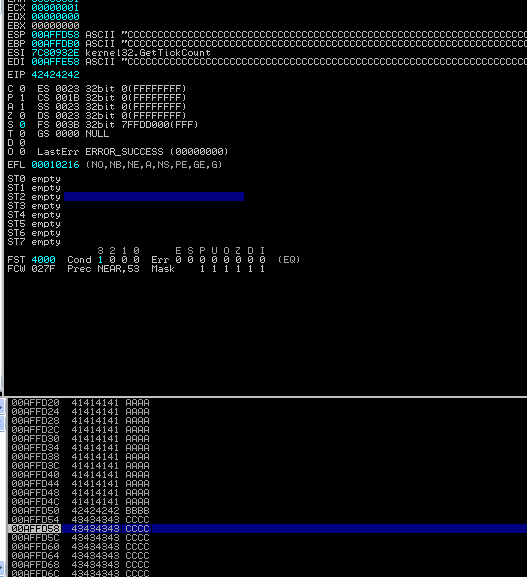 ECX 00000001
EDX 00000000
EBX 00000000
ESP 00AFFD58 ASCII "CCCCCCCCCCCCCCCCCCCCCCCCCCCCCCCCCCCCCCCCCCCCCCCCCCCCCCCCCCCCCCCCCC
EBP 00AFFDB0 ASCII "CCCCCCCCCCCCCCCCCCCCCCCCCCCCCCCCCCCCCCCCCCCCCCCCCCCCCCCCCCCCCCCCCC
ESI 7C80932E kernel32.GetTickCount
EDI 00AFFE58 ASCII "CCCCCCCCCCCCCCCCCCCCCCCCCCCCCCCCCCCCCCCCCCCCCCCCCCCCCCCCCCCCCCCCCC
EIP 42424242
C 0 ES 0023 32bit 0(FFFFFFFF)
P 1 CS 001B 32bit 0(FFFFFFFF)
A 1 SS 0023 32bit 0(FFFFFFFF)
Z 0 DS 0023 32bit 0(FFFFFFFF)
S 0 FS 003B 32bit 7FFDD000(FFF)
T 0 GS 0000 NULL
D 0
O 0 LastErr ERROR_SUCCESS (00000000)
EFL 00010216 (NO,NB,NE,A,NS,PE,GE,G)
ST0 empty
ST1 empty
ST2 empty
ST3 empty
ST4 empty
ST5 empty
ST6 empty
ST7 empty
3 2 1 0 E S P U O Z D I
FST 4000 Cond 1 0 0 0 Err 0 0 0 0 0 0 0 0 (EQ)
FCW 027F Prec NEAR,53 Mask 1 1 1 1 1 1
00AFFD20 41414141 AAAA
00AFFD24 41414141 AAAA
00AFFD28 41414141 AAAA
00AFFD2C 41414141 AAAA
00AFFD30 41414141 AAAA
00AFFD34 41414141 AAAA
00AFFD38 41414141 AAAA
00AFFD3C 41414141 AAAA
00AFFD40 41414141 AAAA
00AFFD44 41414141 AAAA
00AFFD48 41414141 AAAA
00AFFD4C 41414141 AAAA
00AFFD50 42424242 BBBB
00AFFD54 43434343 CCCC
00AFFD58 43434343 CCCC
00AFFD5C 43434343 CCCC
00AFFD60 43434343 CCCC
00AFFD64 43434343 CCCC
00AFFD68 43434343 CCCC
00AFFD6C 43434343 CCCC